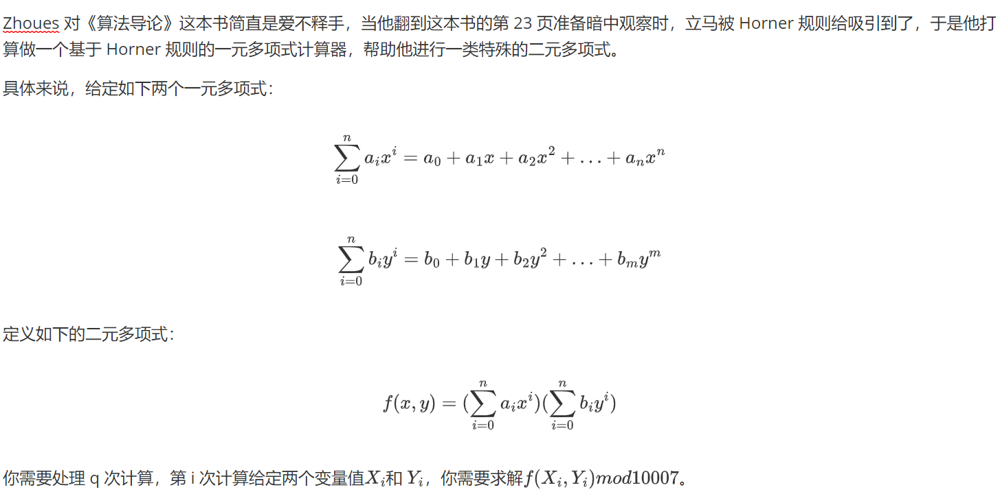 Zhoues 对《算法导论》这本书简直是爱不释手，当他翻到这本书的第 23 页准备暗中观察时，立马被 Horner 规则给吸引到了，于是他打
算做一个基于 Horner 规则的一元多项式计算器，帮助他进行一类特殊的二元多项式。
具体来说，给定如下两个一元多项式：
$$\sum_{i=0}^{n} a_i x^i = a_0 + a_1 x + a_2 x^2 + \ldots + a_n x^n$$
$$\sum_{i=0}^{n} b_i y^i = b_0 + b_1 y + b_2 y^2 + \ldots + b_m y^m$$
定义如下的二元多项式：
$$f(x, y) = (\sum_{i=0}^{n} a_i x^i)(\sum_{i=0}^{n} b_i y^i)$$
你需要处理 q 次计算，第 i 次计算给定两个变量值$X_i$和 $Y_i$，你需要求解$f(X_i, Y_i) mod 10007$。